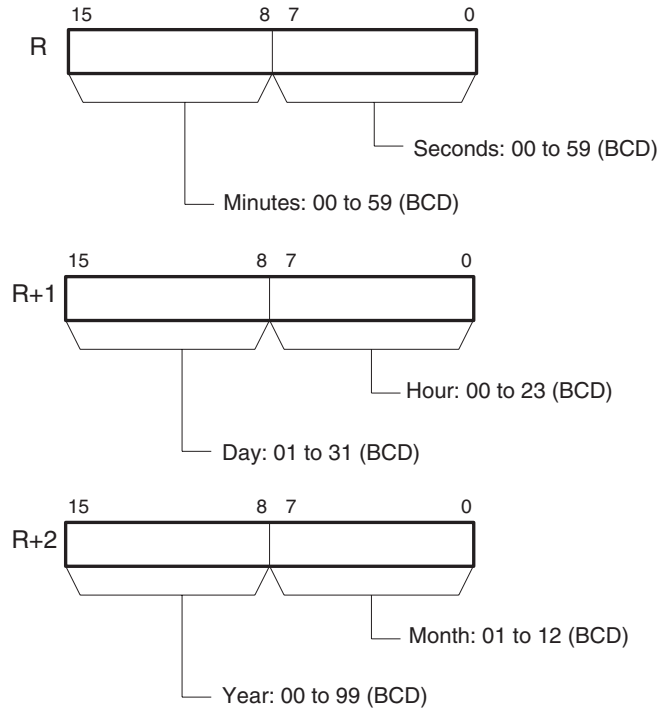 15 8 7 0
R
Seconds: 00 to 59 (BCD)
Minutes: 00 to 59 (BCD)
15 8 7 0
R+1
Hour: 00 to 23 (BCD)
Day: 01 to 31 (BCD)
15 8 7 0
R+2
Month: 01 to 12 (BCD)
Year: 00 to 99 (BCD)